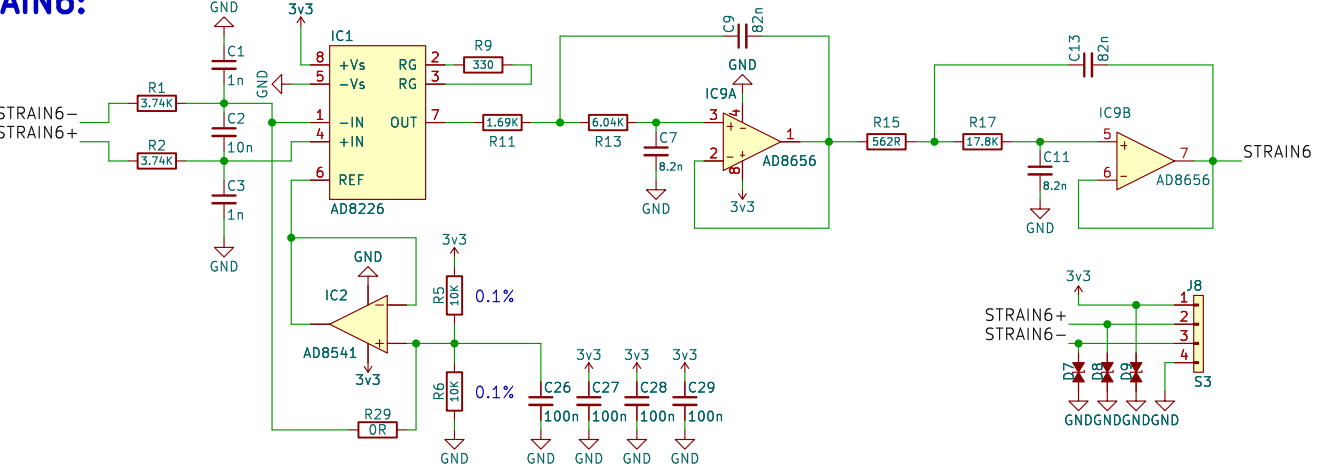 AIN6:
GND
3v3
C9
82n
C13
82n
IC1
R9
330
C1
1n
8 +Vs RG 2
5 -Vs RG 3
GND
GND
R1
3.74K
STRAIN6-
STRAIN6+
C2
10n
1 -IN OUT 7
4 +IN
1.69K
R11
6.04K
R13
IC9A
3
2
4
8
+ -
- +
1
AD8656
3v3
C7
8.2n
GND
R15
562R
R17
17.8K
IC9B
5 +
6 -
7
AD8656
STRAIN6
C11
8.2n
GND
R2
3.74K
C3
1n
GND
6 REF
AD8226
GND
IC2
-
+
AD8541
3v3
3v3
R5
10K
0.1%
R6
10K
0.1%
GND
R29
0R
C26
100n
GND
3v3
C27
100n
GND
3v3
C28
100n
GND
3v3
C29
100n
GND
3v3
J8
STRAIN6+
STRAIN6-
1
2
3
4
D7
D8
D9
S3
GND
GND
GND
GND